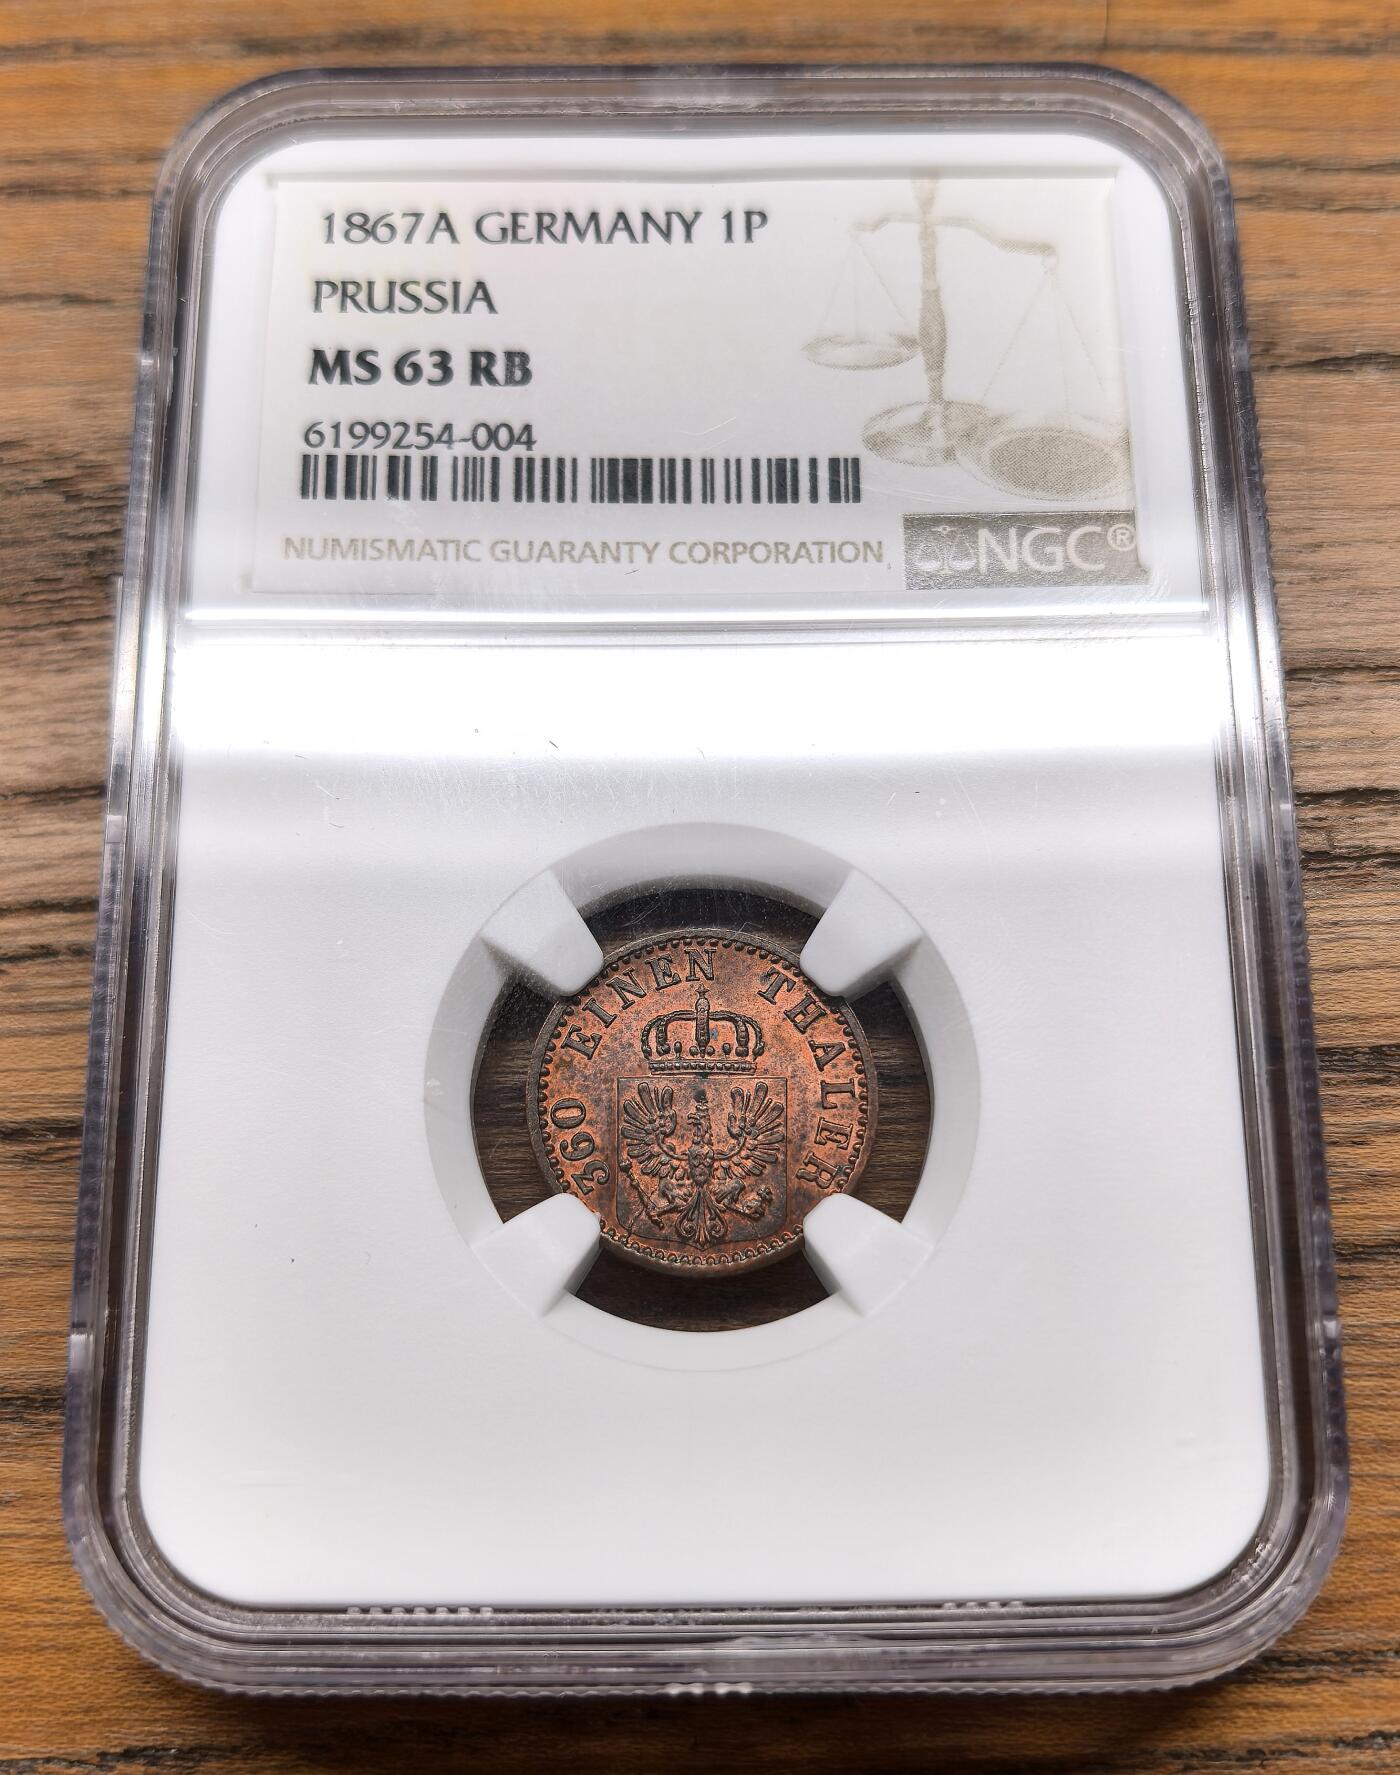 1867A GERMANY 1P
PRUSSIA
MS 63 RB
6199254-004
NUMISMATIC GUARANTY CORPORATION
NGC®
360 EINEN THALER